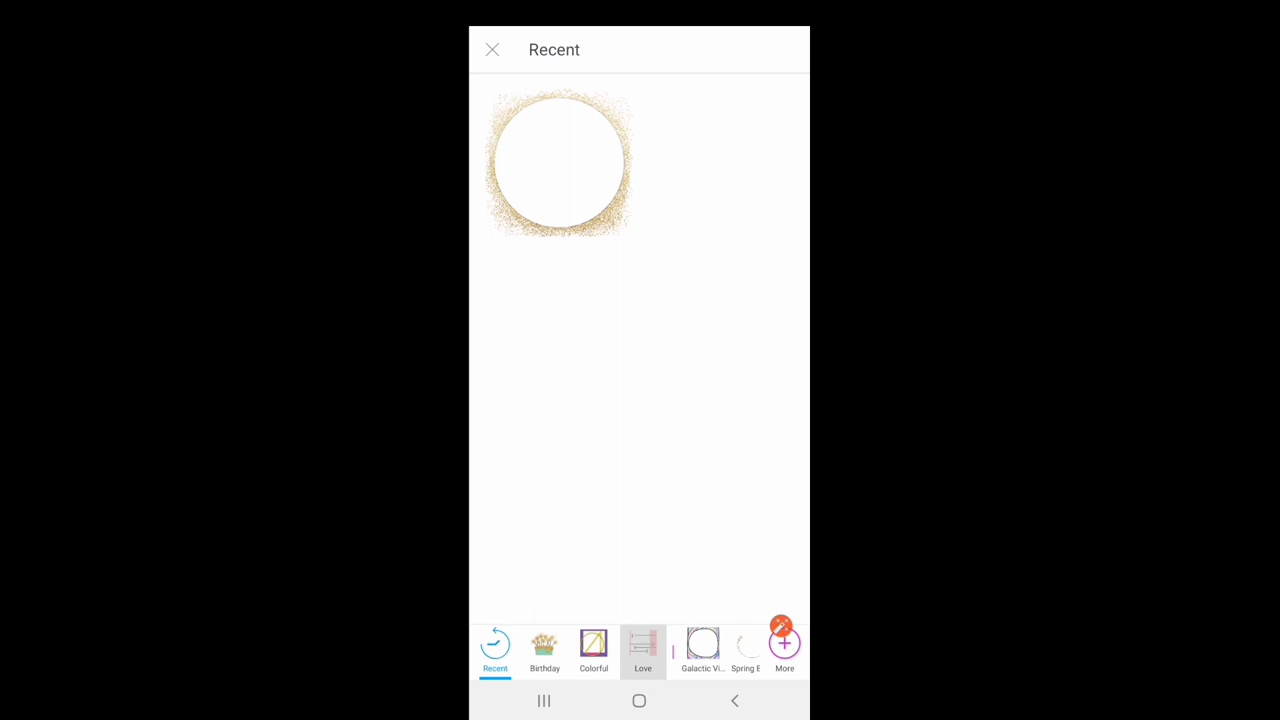 Recent
Recent
Birthday
Colorful
Love
Galactic Vi...
Spring E
More